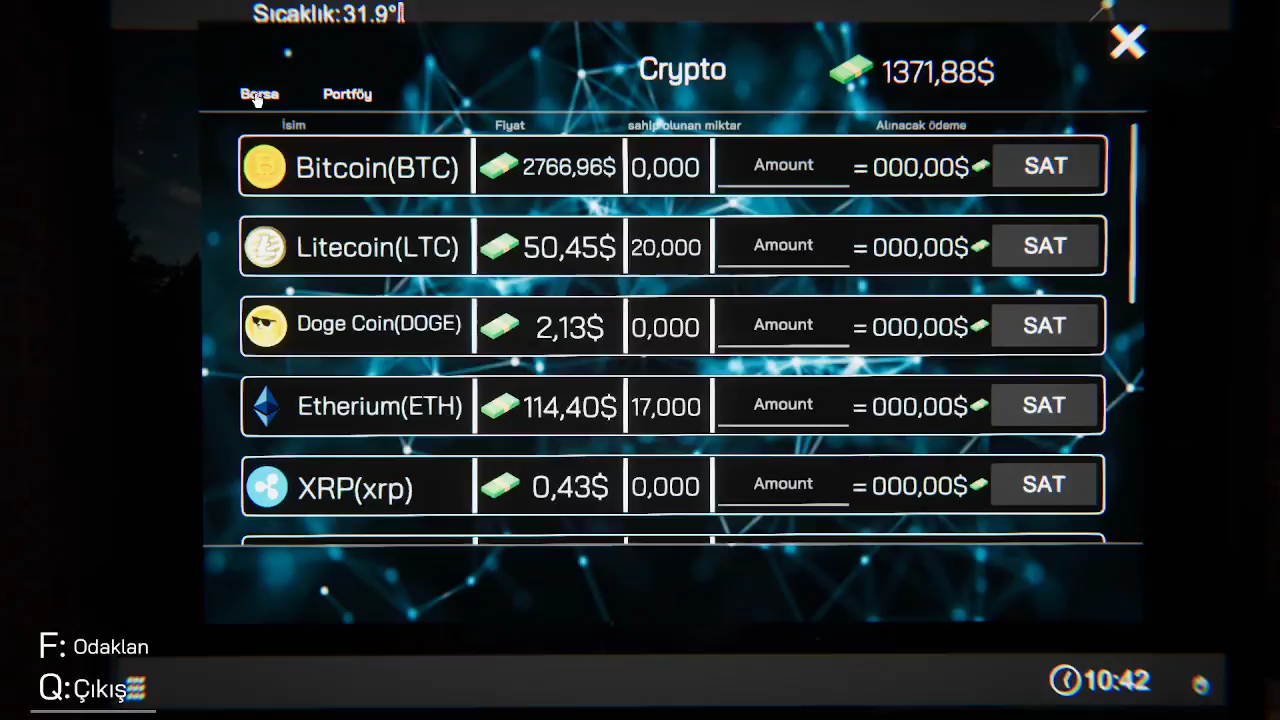 Sıcaklık:31.9°
Crypto
1371,88$
Borsa Portföy
İsim Fiyat sahip olunan miktar Alınacak ödeme
Bitcoin(BTC) 2766,96$ 0,000 Amount = 000,00$ SAT
Litecoin(LTC) 50,45$ 20,000 Amount = 000,00$ SAT
Doge Coin(DOGE) 2,13$ 0,000 Amount = 000,00$ SAT
Etherium(ETH) 114,40$ 17,000 Amount = 000,00$ SAT
XRP(xrp) 0,43$ 0,000 Amount = 000,00$ SAT
F: Odaklan
Q:Çıkış
10:42